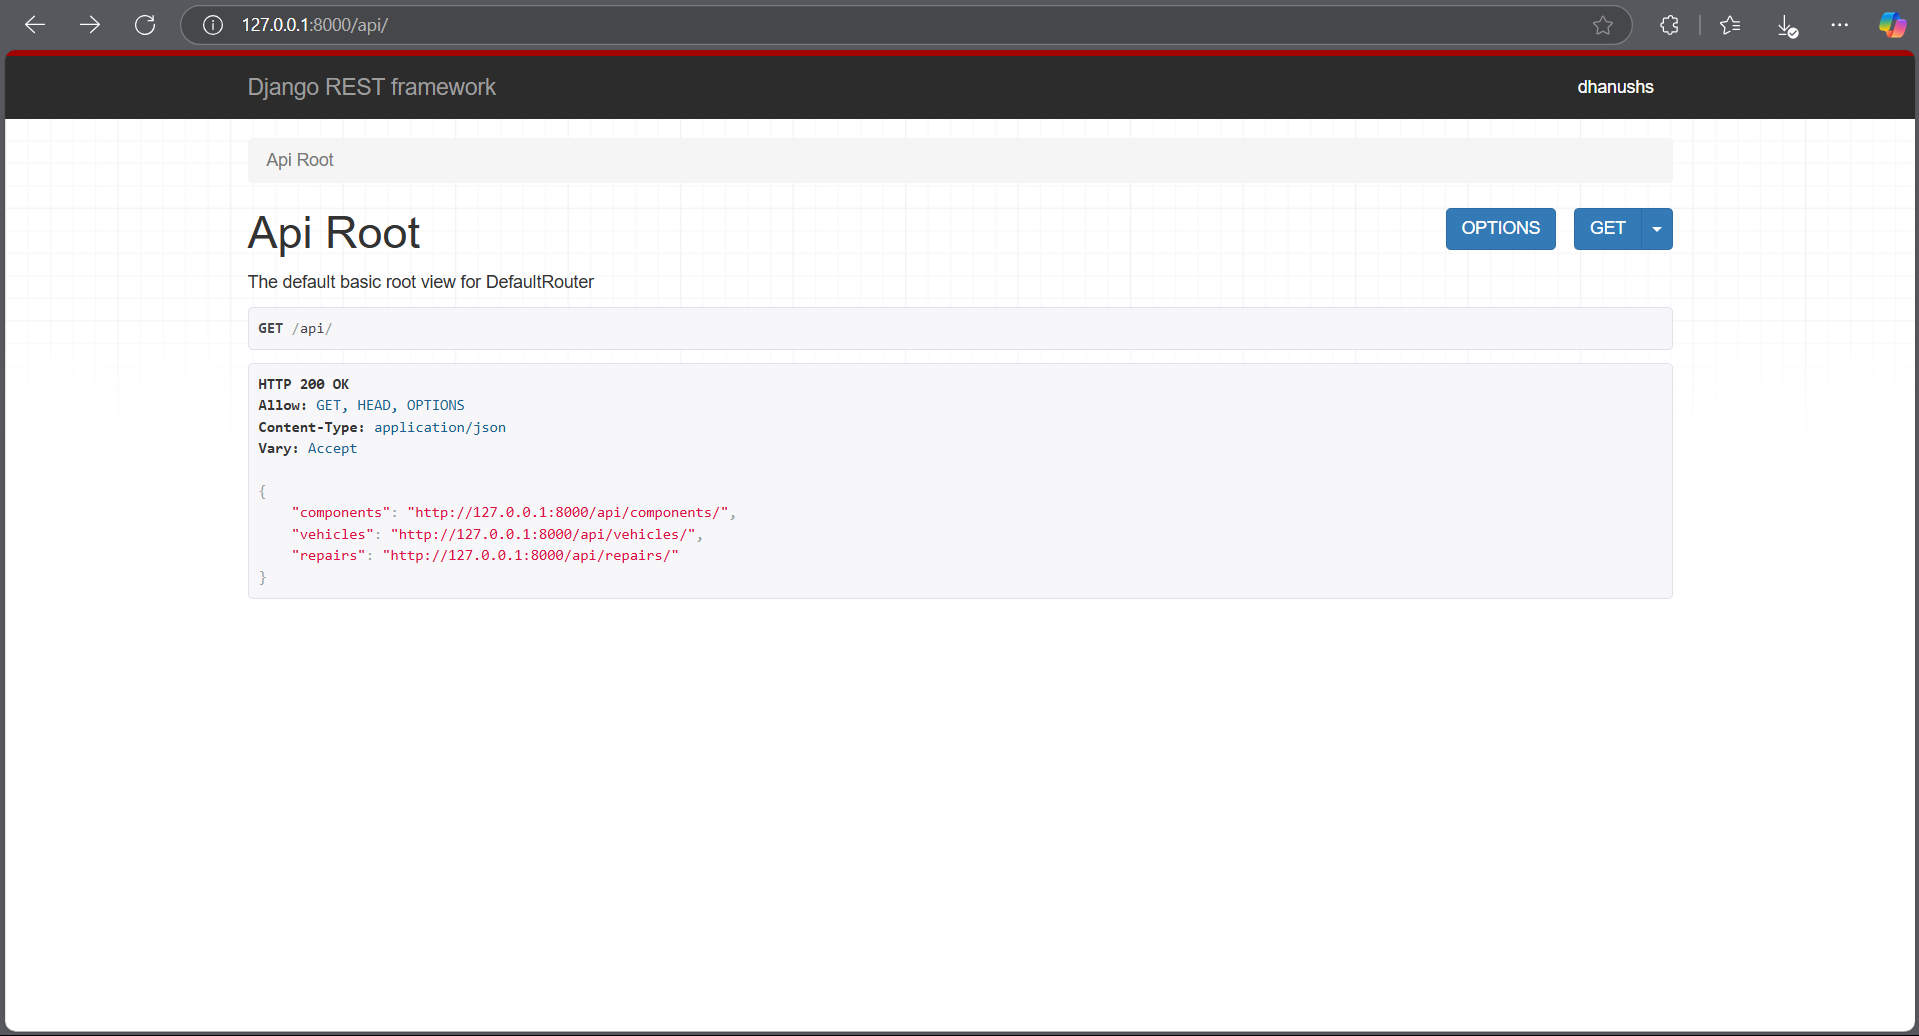 127.0.0.1:8000/api/
Django REST framework
dhanushs
Api Root
Api Root
OPTIONS
GET
The default basic root view for DefaultRouter
GET /api/
HTTP 200 OK
Allow: GET, HEAD, OPTIONS
Content-Type: application/json
Vary: Accept
{
    "components": "http://127.0.0.1:8000/api/components/",
    "vehicles": "http://127.0.0.1:8000/api/vehicles/",
    "repairs": "http://127.0.0.1:8000/api/repairs/"
}